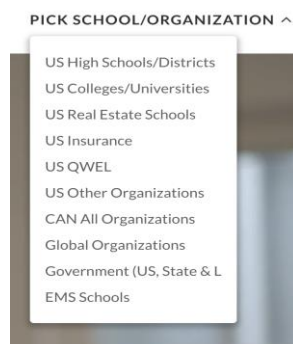 PICK SCHOOL/ORGANIZATION
US High Schools/Districts
US Colleges/Universities
US Real Estate Schools
US Insurance
US QWEL
US Other Organizations
CAN All Organizations
Global Organizations
Government (US, State & L
EMS Schools